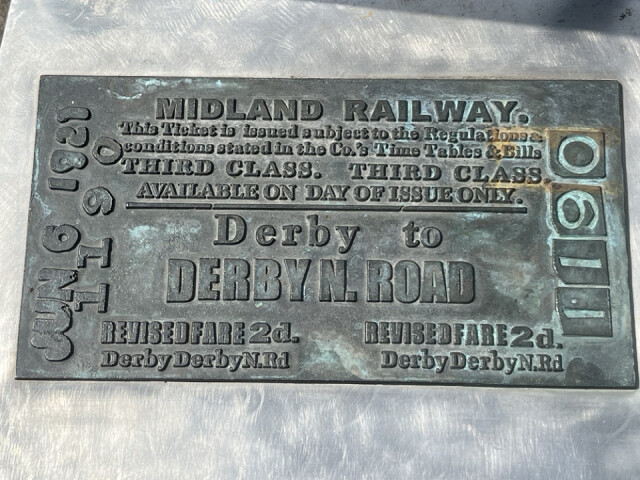 MIDLAND RAILWAY.
This Ticket is issued subject to the Regulations &
conditions stated in the Co.'s Time Tables & Bills
THIRD CLASS. THIRD CLASS
AVAILABLE ON DAY OF ISSUE ONLY.
Derby to
DERBY N. ROAD
REVISED FARE 2d. REVISED FARE 2d.
Derby Derby N.Rd Derby Derby N.Rd
JUN 6 1921
1190
0611